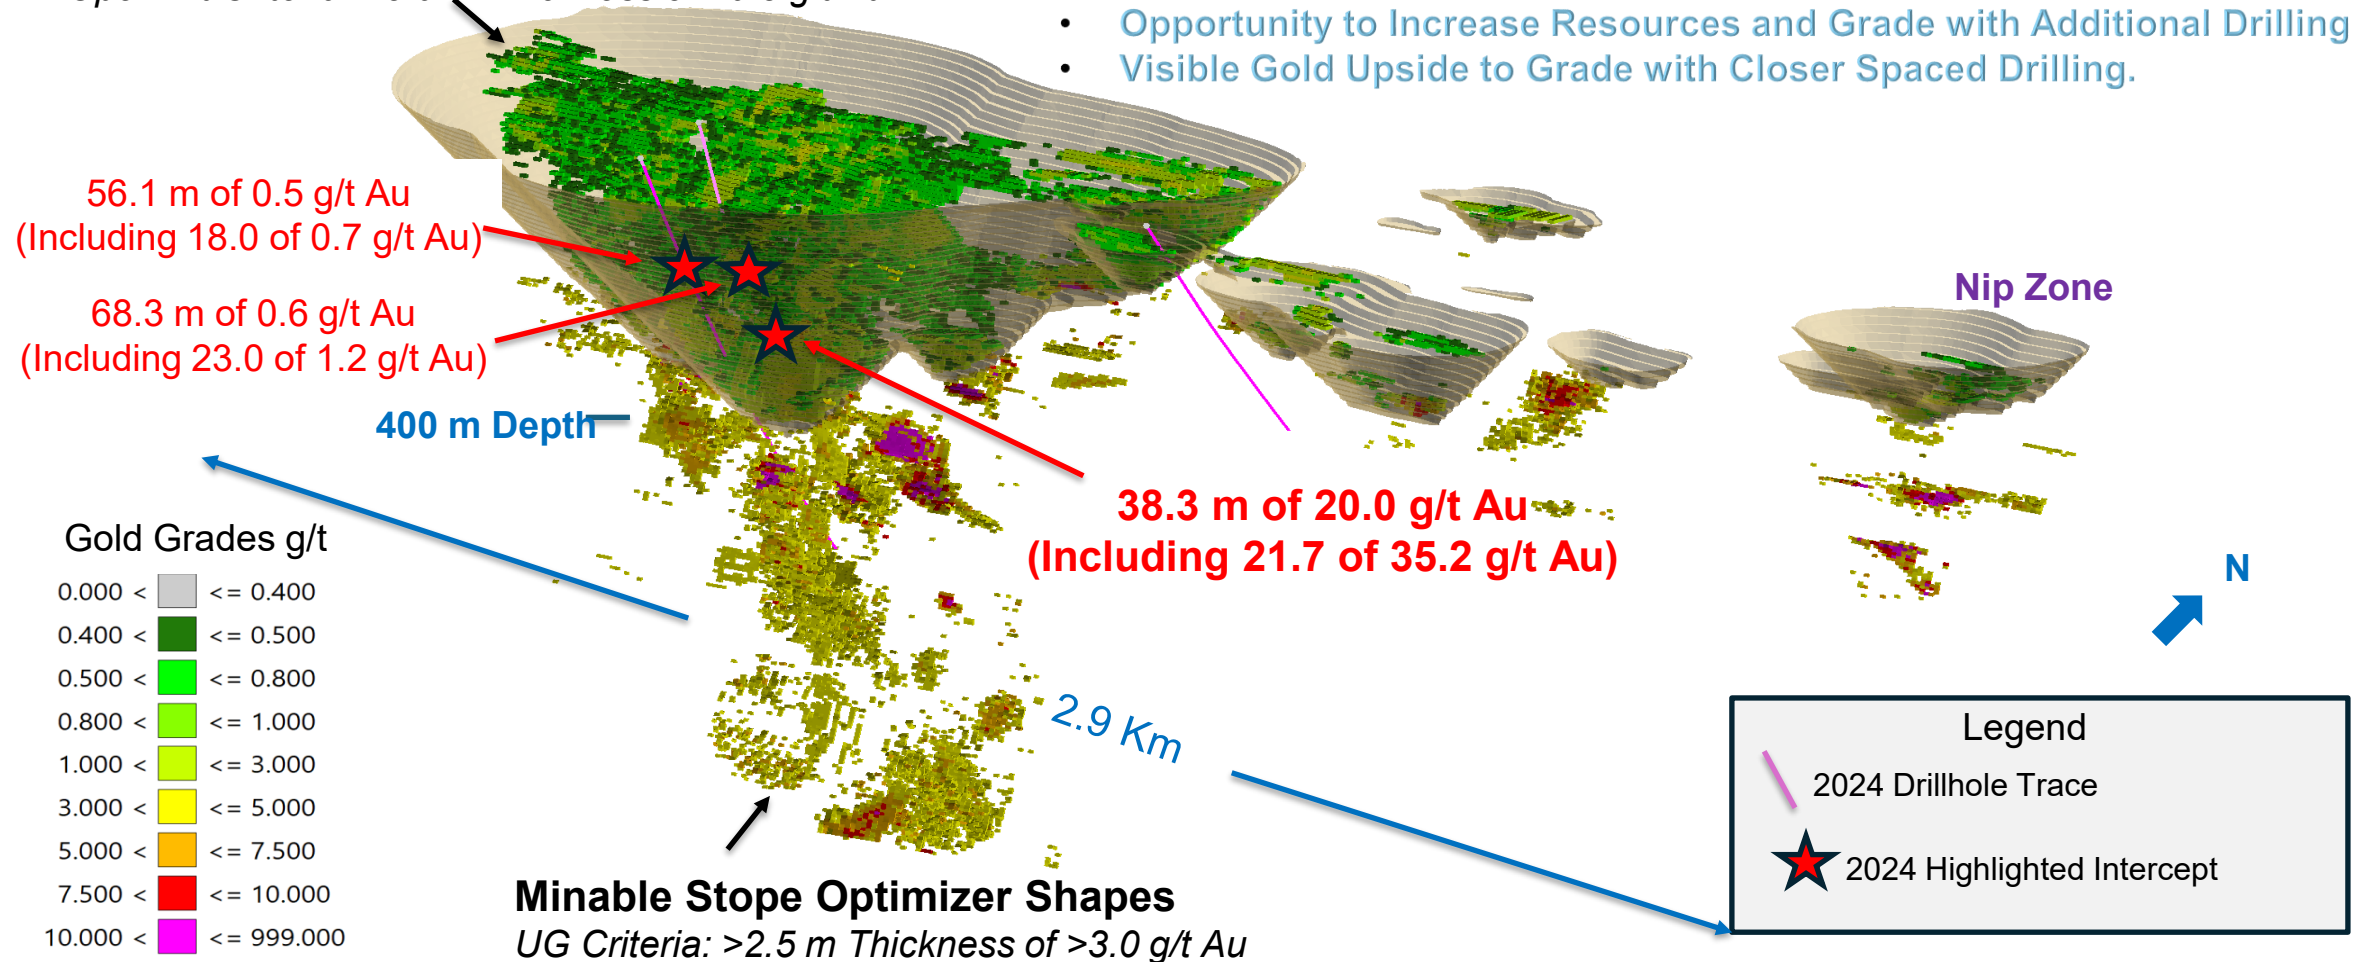 • Opportunity to Increase Resources and Grade with Additional Drilling
• Visible Gold Upside to Grade with Closer Spaced Drilling.
56.1 m of 0.5 g/t Au
(Including 18.0 of 0.7 g/t Au)
68.3 m of 0.6 g/t Au
(Including 23.0 of 1.2 g/t Au)
Nip Zone
400 m Depth
38.3 m of 20.0 g/t Au
(Including 21.7 of 35.2 g/t Au)
N
Gold Grades g/t
0.000 < <= 0.400
0.400 < <= 0.500
0.500 < <= 0.800
0.800 < <= 1.000
1.000 < <= 3.000
3.000 < <= 5.000
5.000 < <= 7.500
7.500 < <= 10.000
10.000 < <= 999.000
2.9 Km
Legend
2024 Drillhole Trace
2024 Highlighted Intercept
Minable Stope Optimizer Shapes
UG Criteria: >2.5 m Thickness of >3.0 g/t Au